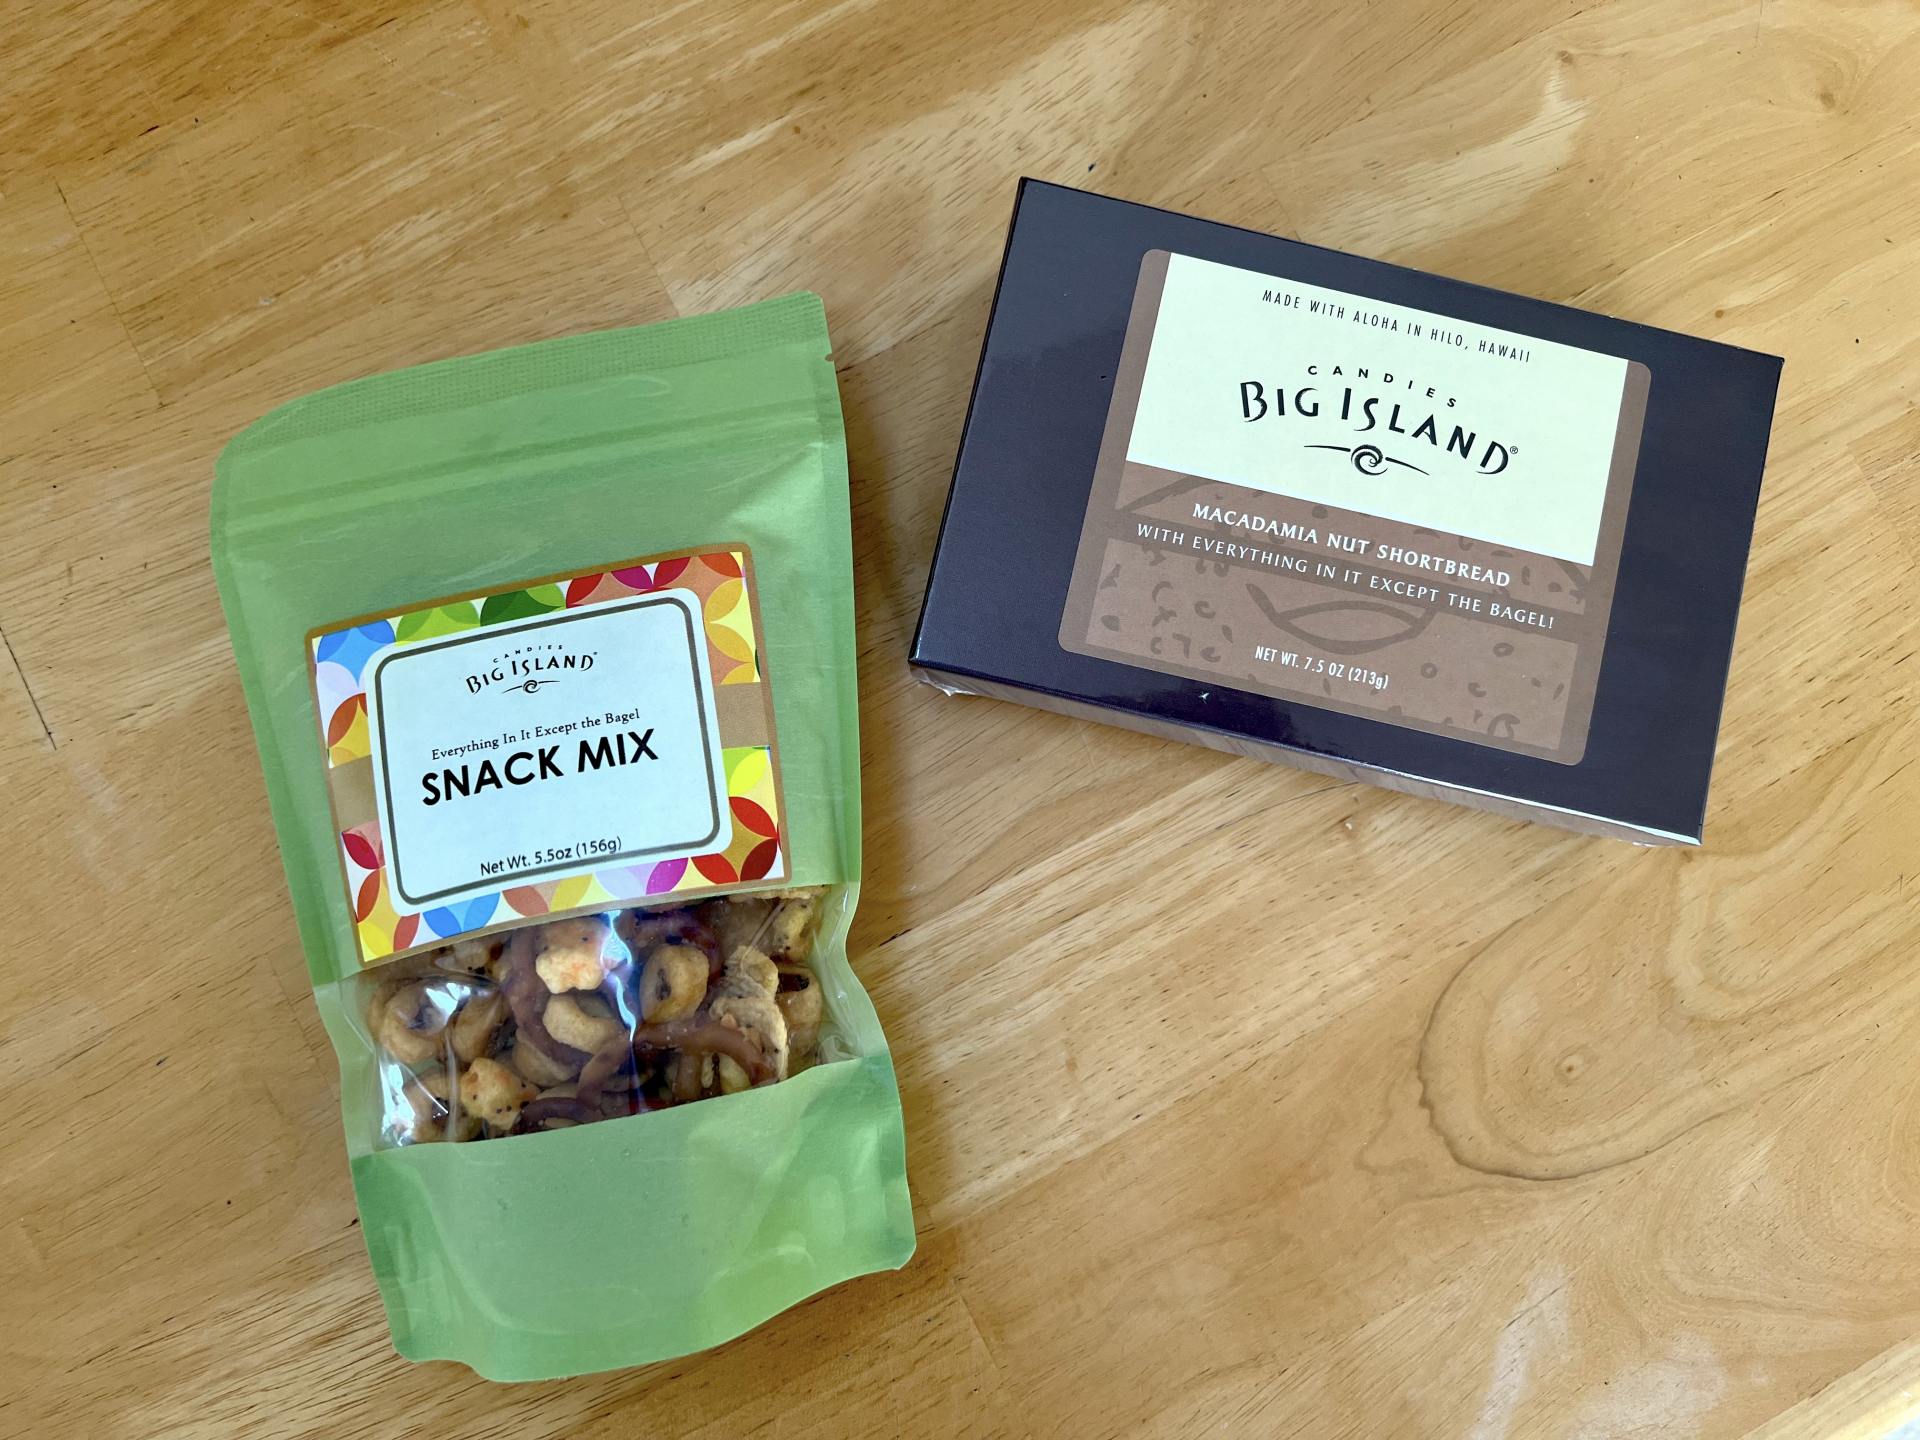 CANDIES
BIG ISLAND
Everything In It Except the Bagel
SNACK MIX
Net Wt. 5.5oz (156g)
MADE WITH ALOHA IN HILO, HAWAII
CANDIES
BIG ISLAND®
MACADAMIA NUT SHORTBREAD
WITH EVERYTHING IN IT EXCEPT THE BAGEL!
NET WT. 7.5 OZ (213g)